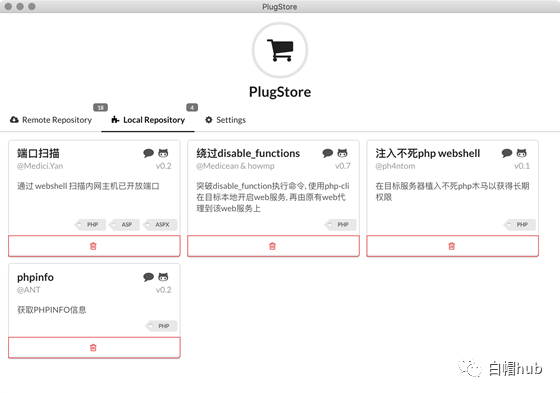 PlugStore
PlugStore
18
4
Remote Repository
Local Repository
Settings
端口扫描
@Medici.Yan
v0.2
通过 webshell 扫描内网主机已开放端口
PHP
ASP
ASPX
绕过disable_functions
@Medicean & howmp
v0.7
突破disable_function执行命令, 使用php-cli
在目标本地开启web服务, 再由原有web代
理到该web服务上
PHP
注入不死php webshell
@ph4ntom
v0.1
在目标服务器植入不死php木马以获得长期
权限
PHP
phpinfo
@ANT
v0.2
获取PHPINFO信息
PHP
白帽hub